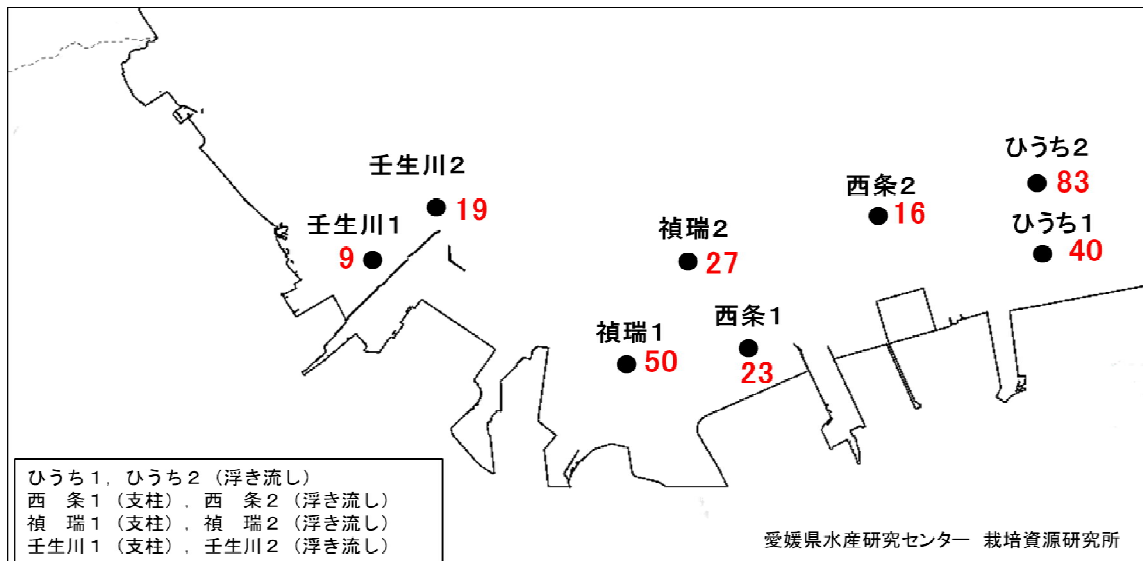 ひうち2
83
壬生川2
19
西条2
16
壬生川1
9
禎瑞2
27
ひうち1
40
禎瑞1
50
西条1
23
ひうち1，ひうち2（浮き流し）
西　条1（支柱），西　条2（浮き流し）
禎　瑞1（支柱），禎　瑞2（浮き流し）
壬生川1（支柱），壬生川2（浮き流し）
愛媛県水産研究センター 栽培資源研究所